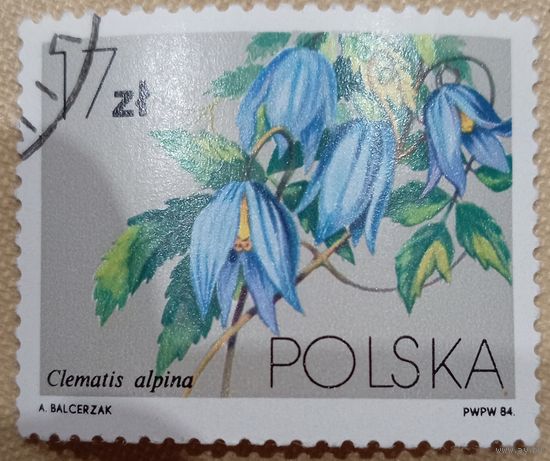 17 zł
Clematis alpina
POLSKA
A. BALCERZAK
PWPW 84.